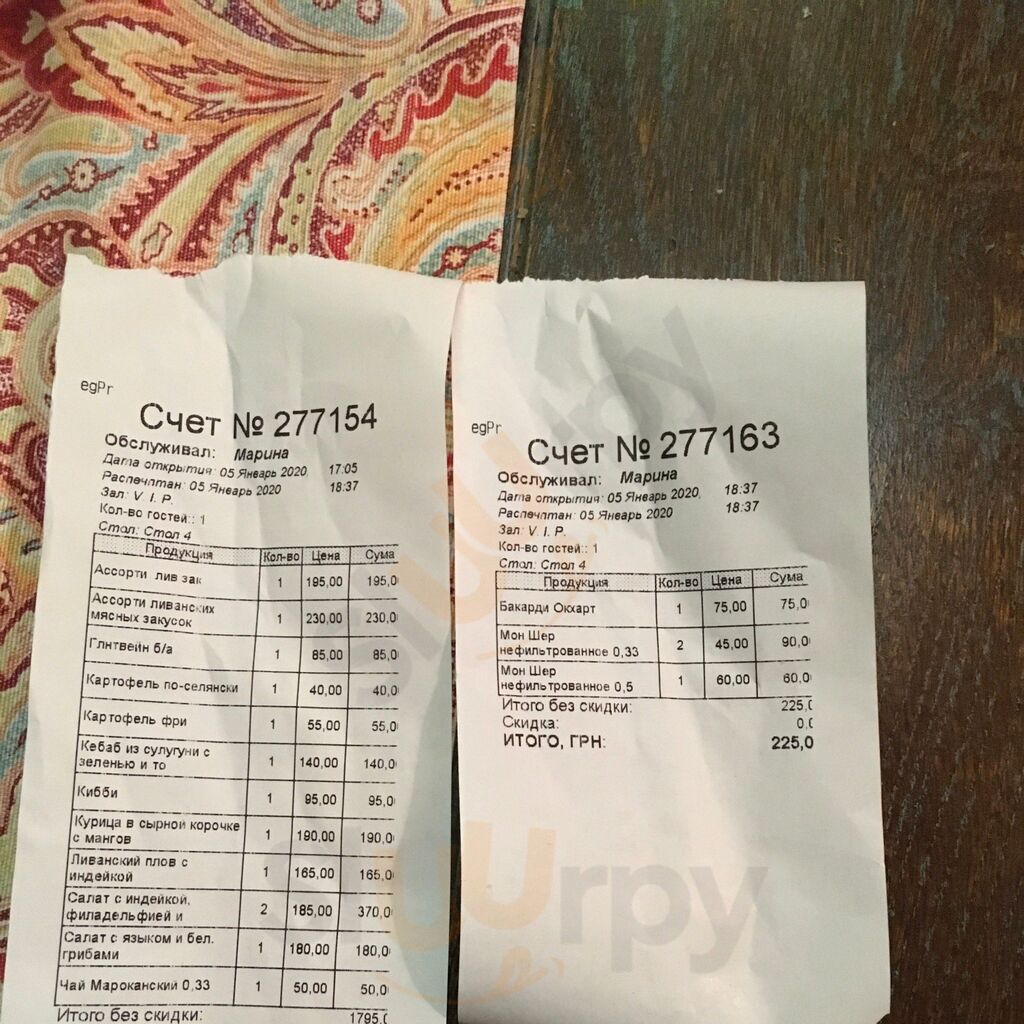 egPr
Счет № 277154
Обслуживал: Марина
Дата открытия: 05 Январь 2020, 17:05
Распечптан: 05 Январь 2020 18:37
Зал: V. I. P.
Кол-во гостей:: 1
Стол: Стол 4
Продукция Кол-во Цена Сума
Ассорти лив зак 1 195,00 195,0
Ассорти ливанских
мясных закусок 1 230,00 230,0
Глнтвейн б/а 1 85,00 85,0
Картофель по-селянски 1 40,00 40,0
Картофель фри 1 55,00 55,0
Кебаб из сулугуни с
зеленью и то 1 140,00 140,0
Кибби 1 95,00 95,0
Курица в сырной корочке
с мангов 1 190,00 190,0
Ливанский плов с
индейкой 1 165,00 165,0
Салат с индейкой,
филадельфией и 2 185,00 370,0
Салат с языком и бел.
грибами 1 180,00 180,0
Чай Мароканский 0,33 1 50,00 50,0
Итого без скидки: 1795,0
egPr
Счет № 277163
Обслуживал: Марина
Дата открытия: 05 Январь 2020, 18:37
Распечптан: 05 Январь 2020 18:37
Зал: V. I. P.
Кол-во гостей:: 1
Стол: Стол 4
Продукция Кол-во Цена Сума
Бакарди Окхарт 1 75,00 75,0
Мон Шер
нефильтрованное 0,33 2 45,00 90,0
Мон Шер
нефильтрованное 0,5 1 60,00 60,0
Итого без скидки: 225,0
Скидка: 0,0
ИТОГО, ГРН: 225,0
slurpy
slurpy